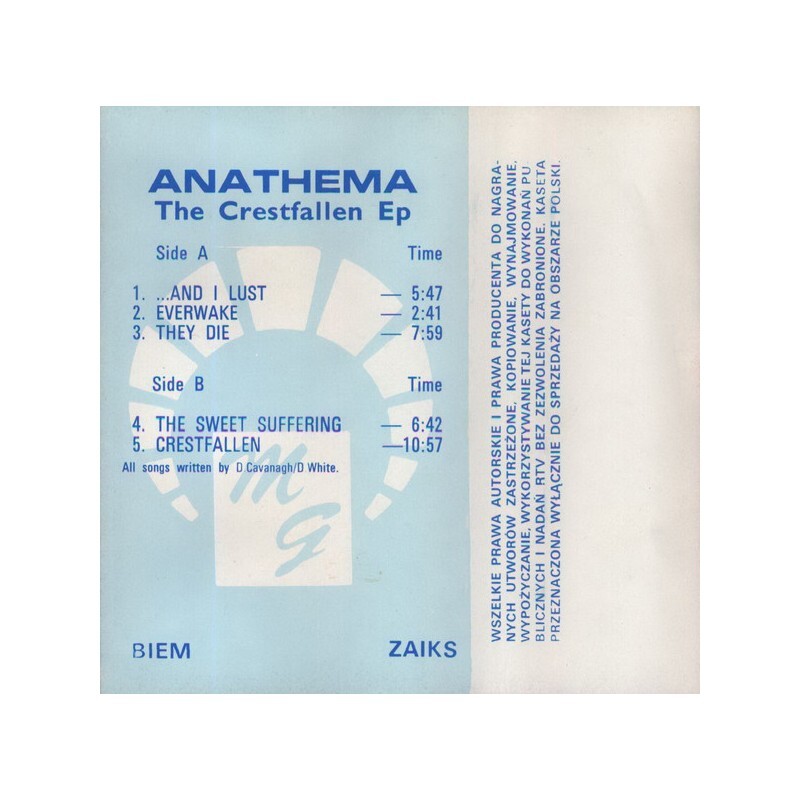 ANATHEMA
The Crestfallen Ep
Side A Time
1. ...AND I LUST — 5:47
2. EVERWAKE — 2:41
3. THEY DIE — 7:59
Side B Time
4. THE SWEET SUFFERING — 6:42
5. CRESTFALLEN —10:57
All songs written by D.Cavanagh/D White.
MG
BIEM ZAIKS
WSZELKIE PRAWA AUTORSKIE I PRAWA PRODUCENTA DO NAGRA-
NYCH UTWORÓW ZASTRZEŻONE, KOPIOWANIE, WYNAJMOWANIE,
WYPOŻYCZANIE, WYKORZYSTYWANIE TEJ KASETY DO WYKONAŃ PU
BLICZNYCH I NADAŃ RTV BEZ ZEZWOLENIA ZABRONIONE. KASETA
PRZEZNACZONA WYŁĄCZNIE DO SPRZEDAŻY NA OBSZARZE POLSKI.